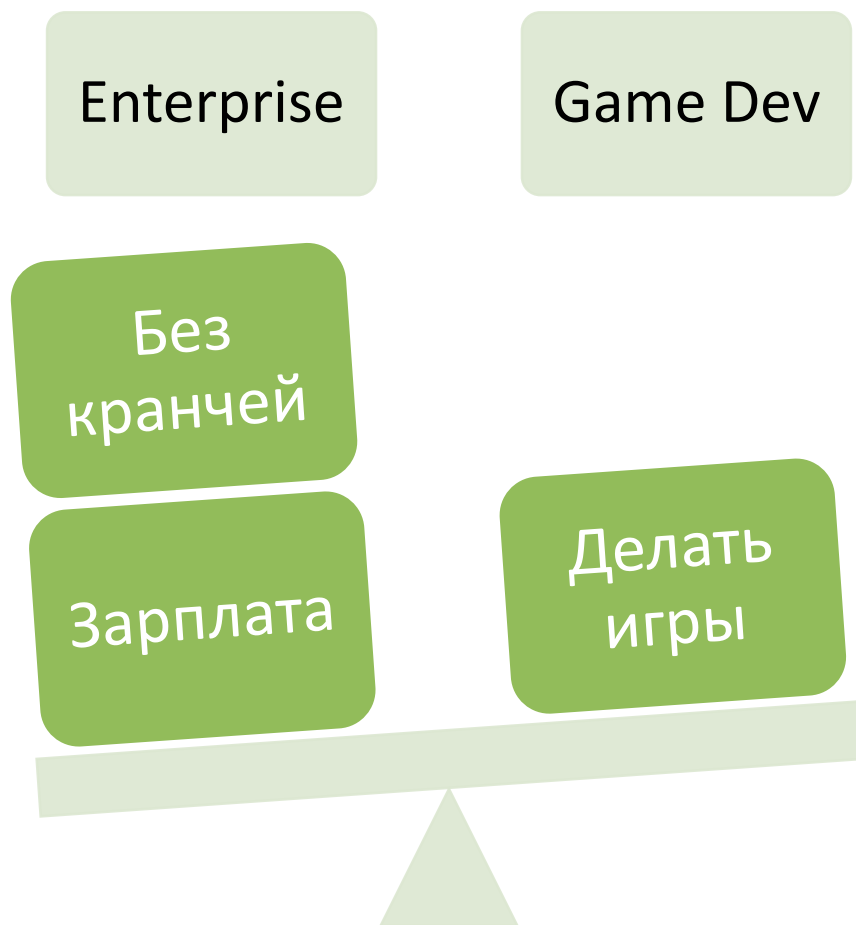 Enterprise
Game Dev
Без
кранчей
Зарплата
Делать
игры